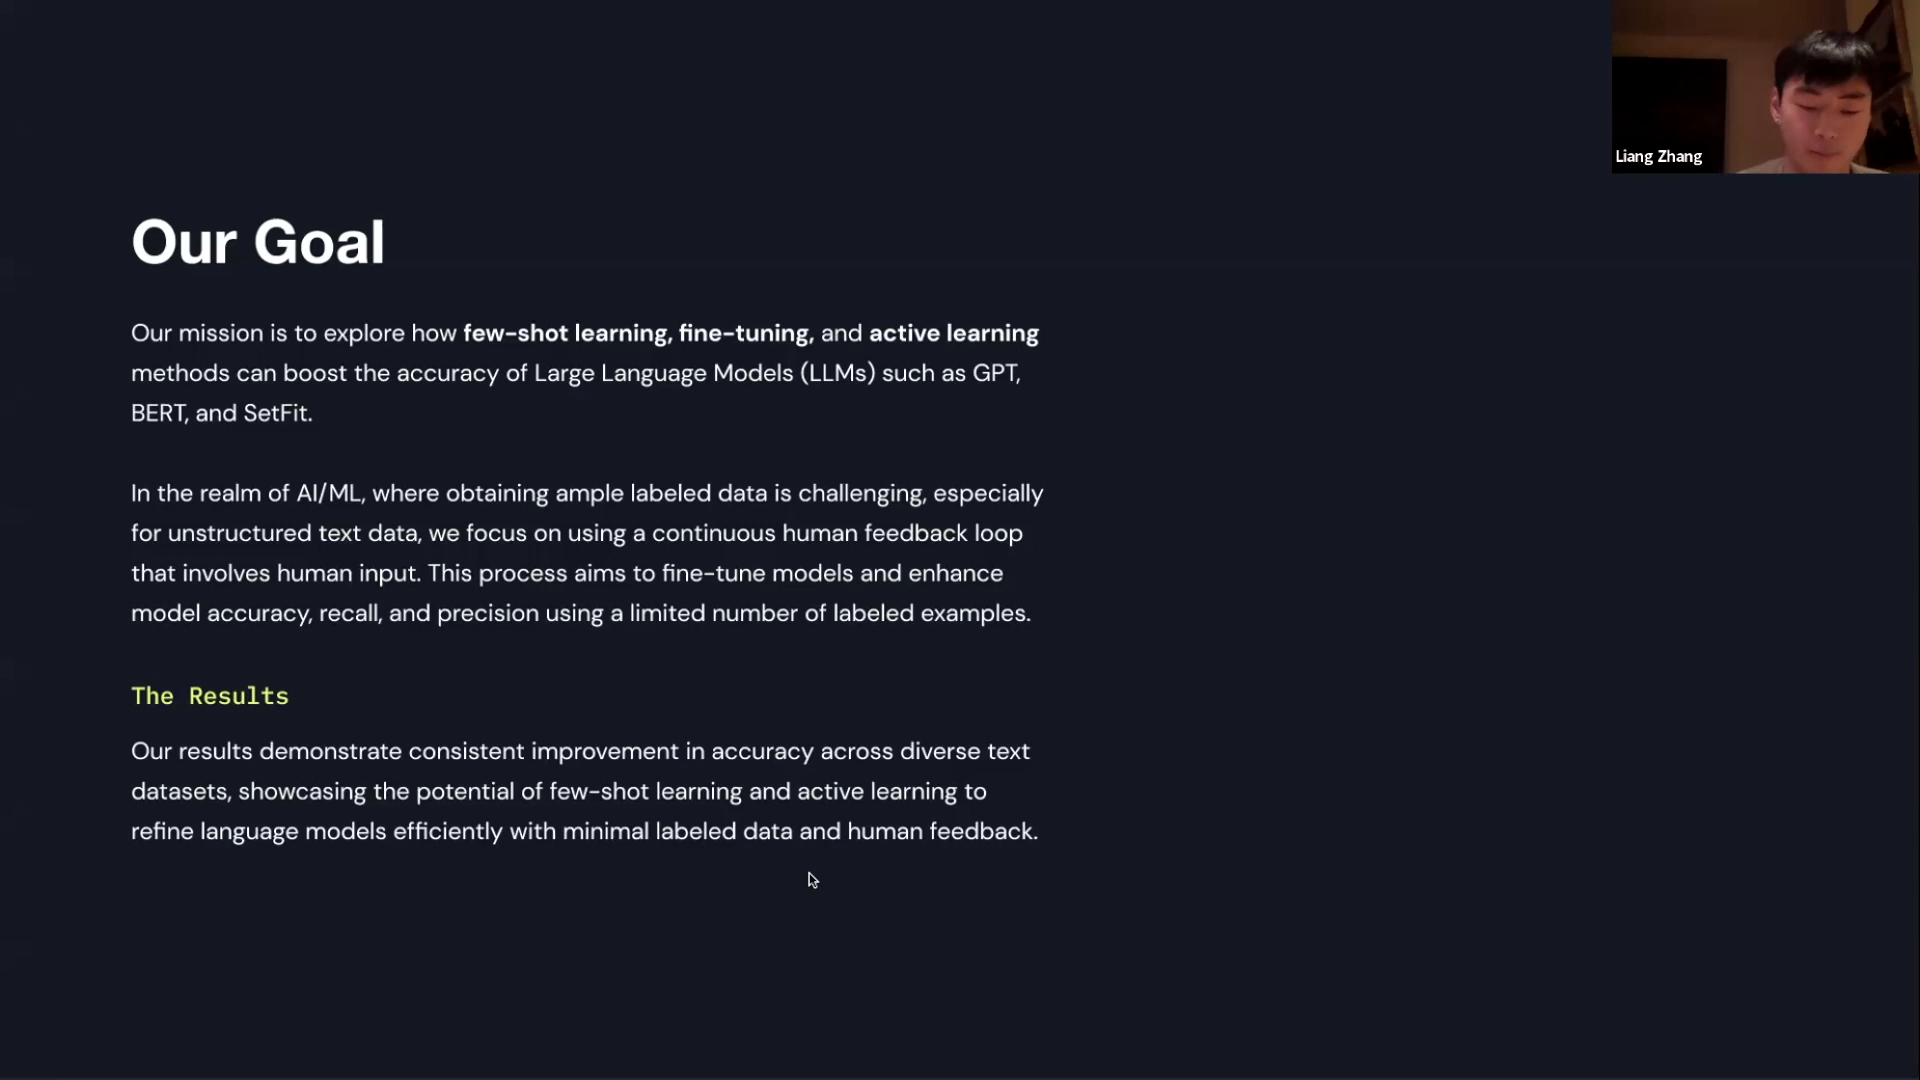 Liang Zhang
Our Goal
Our mission is to explore how few-shot learning, fine-tuning, and active learning
methods can boost the accuracy of Large Language Models (LLMs) such as GPT,
BERT, and SetFit.
In the realm of AI/ML, where obtaining ample labeled data is challenging, especially
for unstructured text data, we focus on using a continuous human feedback loop
that involves human input. This process aims to fine-tune models and enhance
model accuracy, recall, and precision using a limited number of labeled examples.
The Results
Our results demonstrate consistent improvement in accuracy across diverse text
datasets, showcasing the potential of few-shot learning and active learning to
refine language models efficiently with minimal labeled data and human feedback.